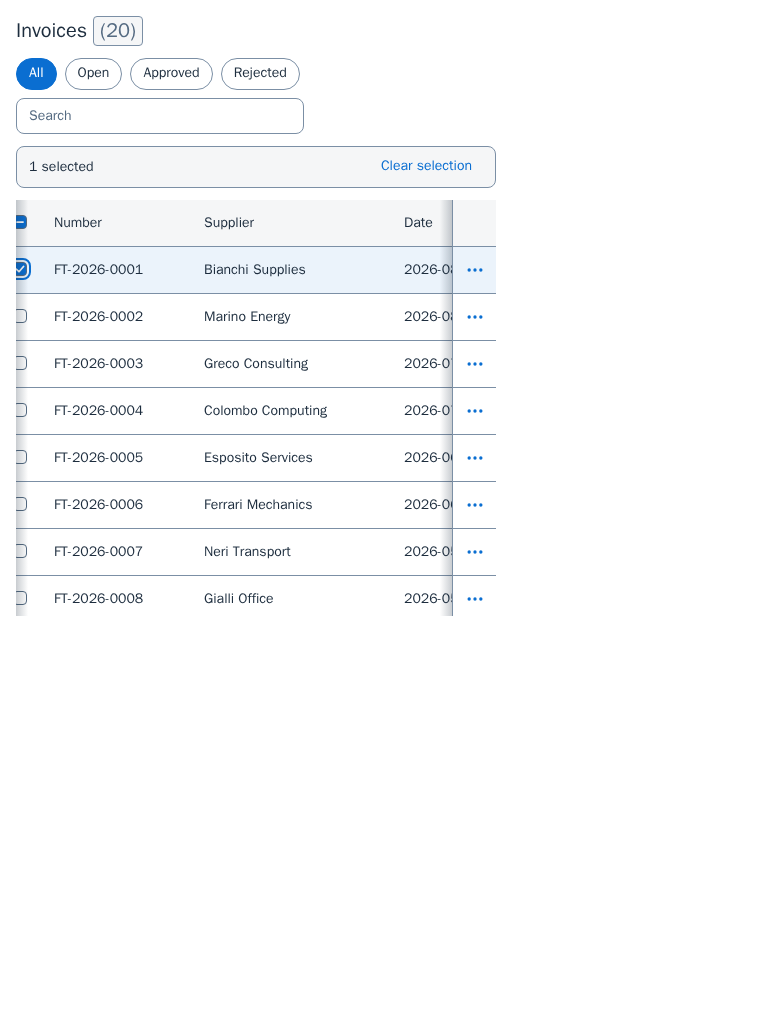 Invoices (20)
All Open Approved Rejected
Search
1 selected Clear selection
Number Supplier Date
FT-2026-0001 Bianchi Supplies
FT-2026-0002 Marino Energy
FT-2026-0003 Greco Consulting
FT-2026-0004 Colombo Computing
FT-2026-0005 Esposito Services
FT-2026-0006 Ferrari Mechanics
FT-2026-0007 Neri Transport
FT-2026-0008 Gialli Office